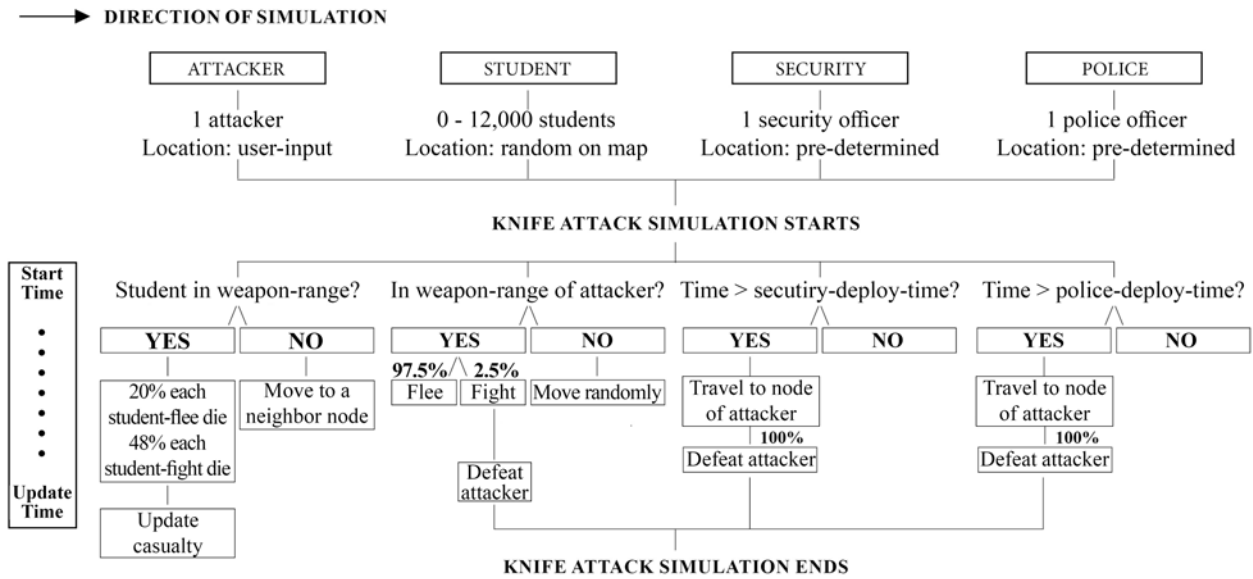 DIRECTION OF SIMULATION
ATTACKER
STUDENT
SECURITY
POLICE
1 attacker
Location: user-input
0 - 12,000 students
Location: random on map
1 security officer
Location: pre-determined
1 police officer
Location: pre-determined
KNIFE ATTACK SIMULATION STARTS
Start
Time
Update
Time
Student in weapon-range?
YES
NO
20% each
student-flee die
48% each
student-fight die
Update
casualty
Move to a
neighbor node
In weapon-range of attacker?
YES
NO
97.5%
2.5%
Flee
Fight
Move randomly
Defeat
attacker
Time > secutiry-deploy-time?
YES
NO
Travel to node
of attacker
100%
Defeat attacker
Time > police-deploy-time?
YES
NO
Travel to node
of attacker
100%
Defeat attacker
KNIFE ATTACK SIMULATION ENDS